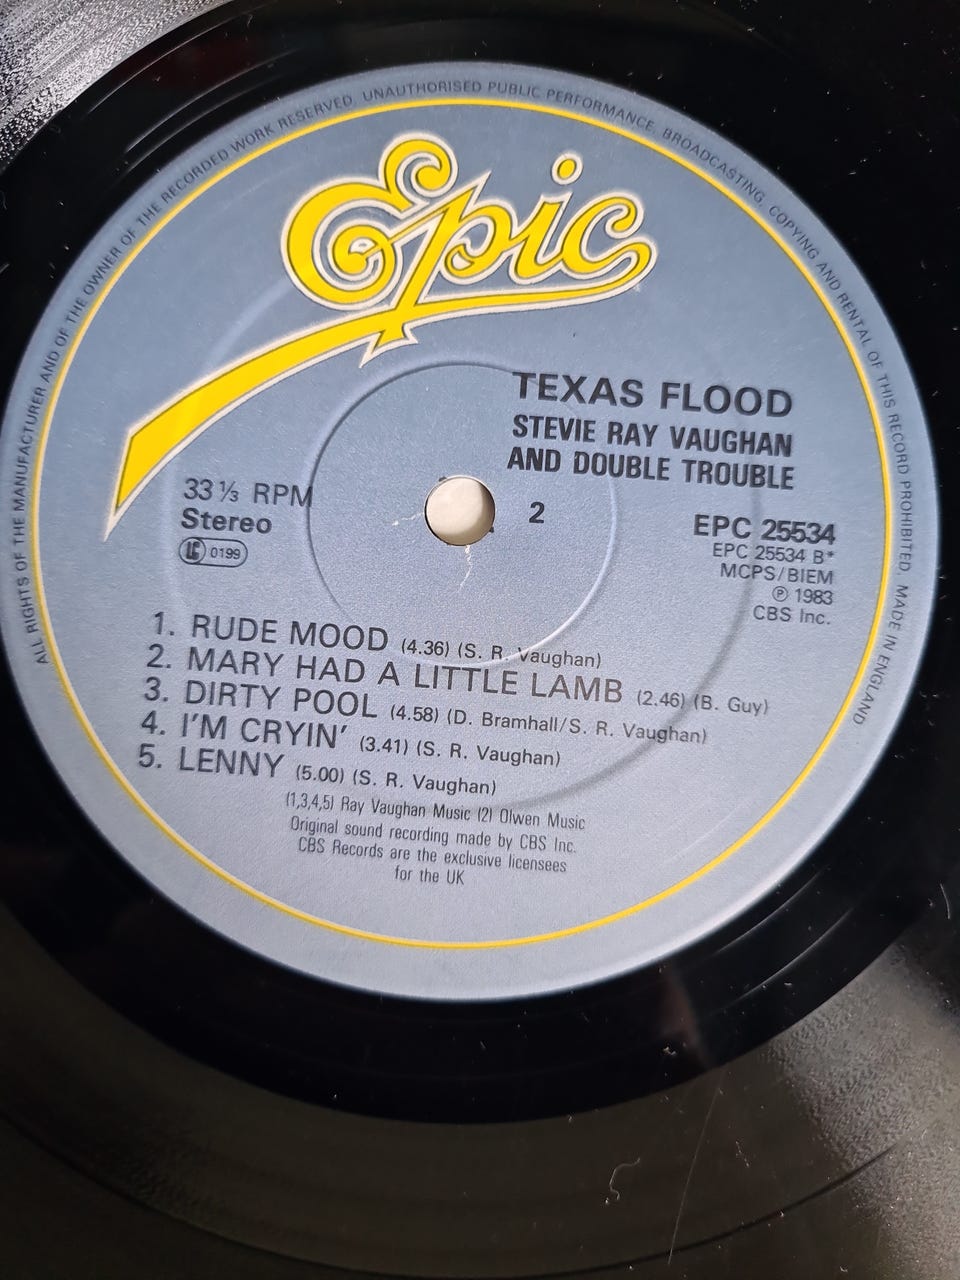 ALL RIGHTS OF THE MANUFACTURER AND OF THE OWNER OF THE RECORDED WORK RESERVED. UNAUTHORISED PUBLIC PERFORMANCE, BROADCASTING, COPYING AND RENTAL OF THIS RECORD PROHIBITED. MADE IN ENGLAND
Epic
TEXAS FLOOD
STEVIE RAY VAUGHAN
AND DOUBLE TROUBLE
33 ⅓ RPM
Stereo
LC 0199
2
EPC 25534
EPC 25534 B*
MCPS/BIEM
℗ 1983
CBS Inc.
1. RUDE MOOD (4.36) (S. R. Vaughan)
2. MARY HAD A LITTLE LAMB (2.46) (B. Guy)
3. DIRTY POOL (4.58) (D. Bramhall/S. R. Vaughan)
4. I'M CRYIN' (3.41) (S. R. Vaughan)
5. LENNY (5.00) (S. R. Vaughan)
(1,3,4,5) Ray Vaughan Music (2) Olwen Music
Original sound recording made by CBS Inc.
CBS Records are the exclusive licensees
for the UK